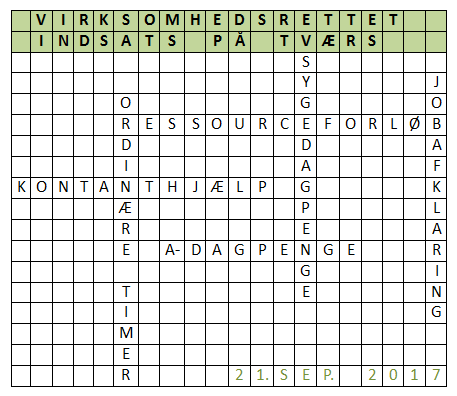 VIRKSOMHEDSRETTET
INDSATS PÅ TVÆRS
SYGEDAGPENGE
JOBAFKLARING
ORDINÆRE TIMER
RESSOURCEFORLØB
KONTANTHJÆLP
A-DAGPENGE
21. SEP. 2017